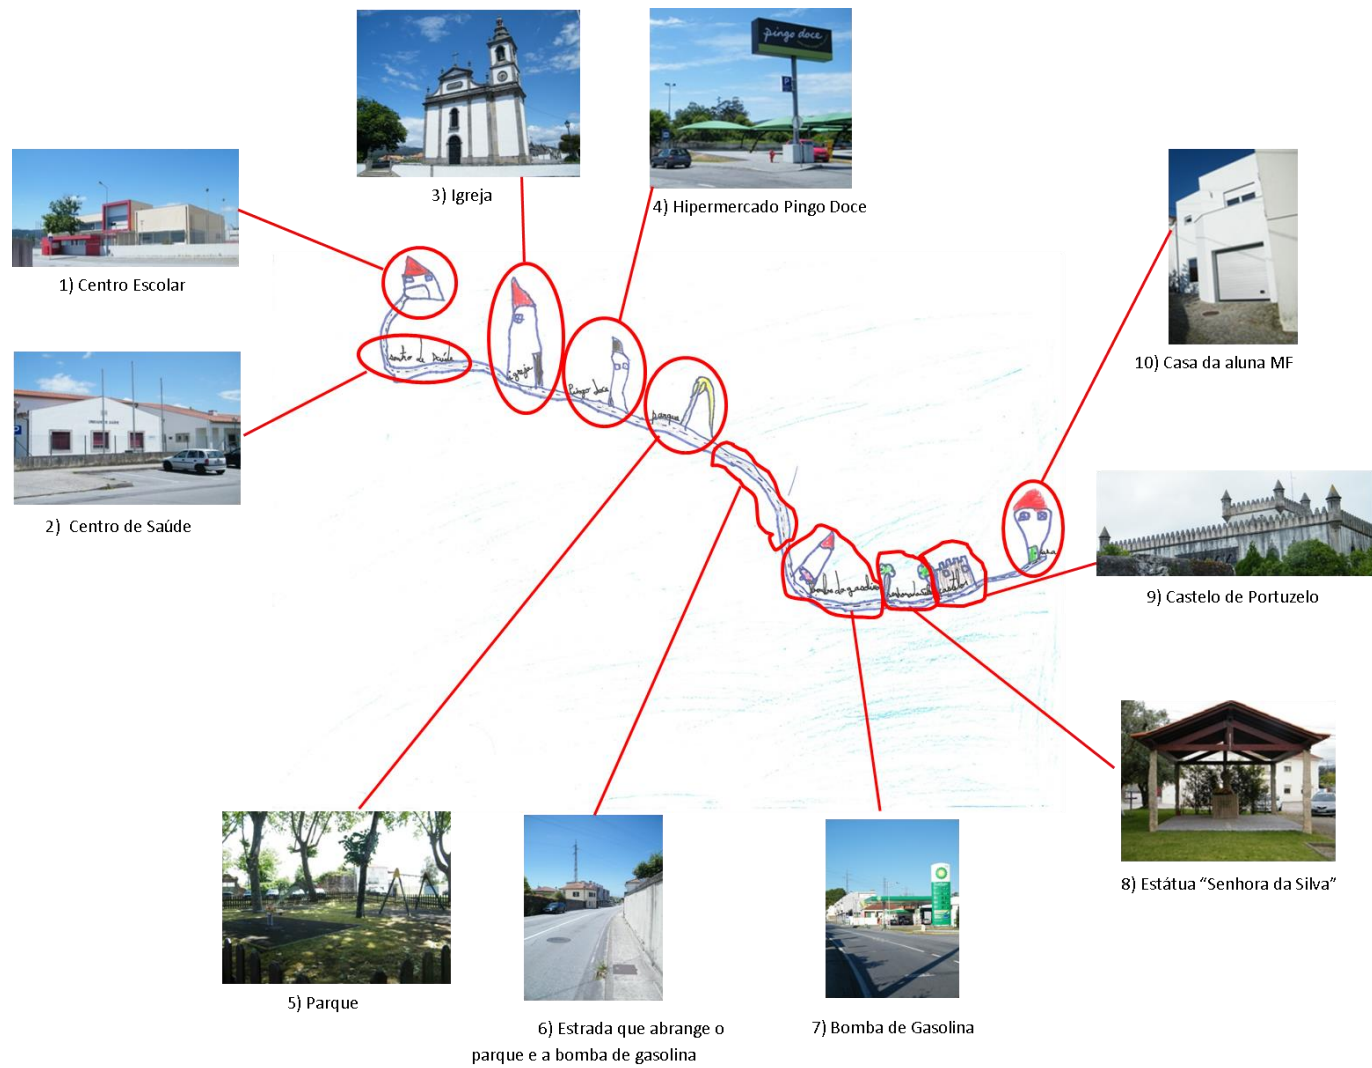 pingo doce
3) Igreja
4) Hipermercado Pingo Doce
1) Centro Escolar
10) Casa da aluna MF
2) Centro de Saúde
9) Castelo de Portuzelo
8) Estátua “Senhora da Silva”
5) Parque
6) Estrada que abrange o
parque e a bomba de gasolina
7) Bomba de Gasolina
de Saúde
igreja
Pingo doce
parque
P
P
bp